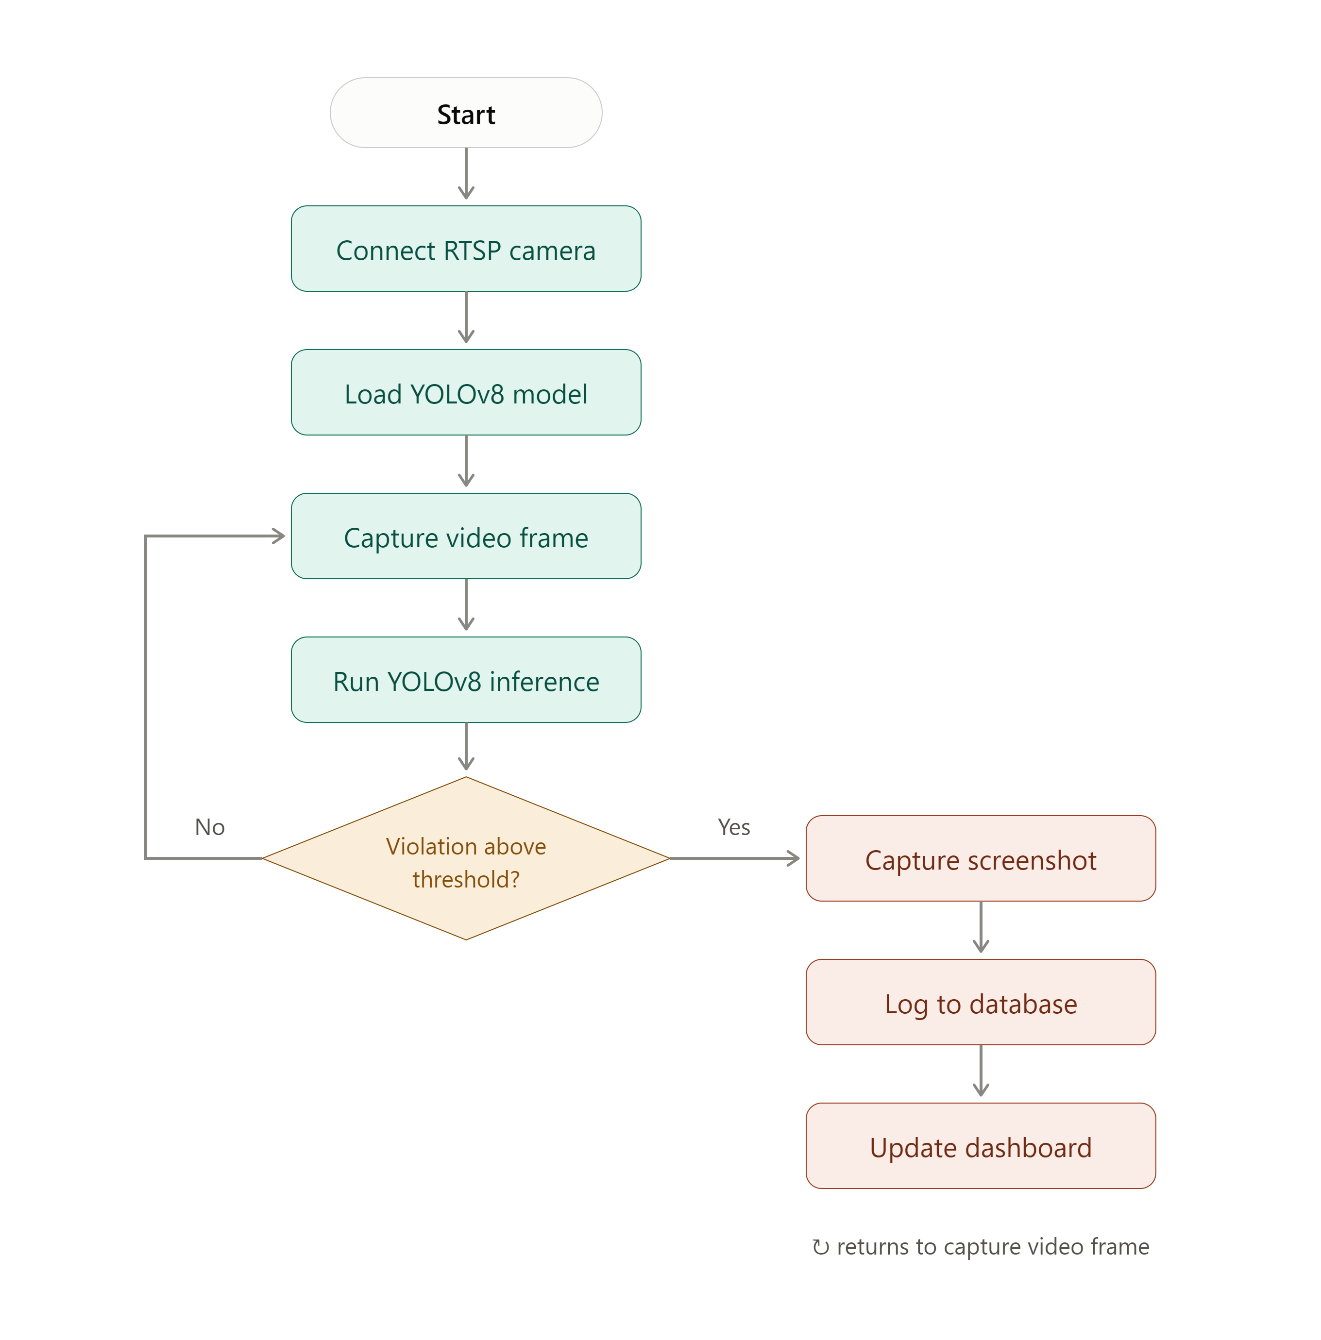 Start
Connect RTSP camera
Load YOLOv8 model
Capture video frame
Run YOLOv8 inference
No
Violation above
threshold?
Yes
Capture screenshot
Log to database
Update dashboard
↻ returns to capture video frame